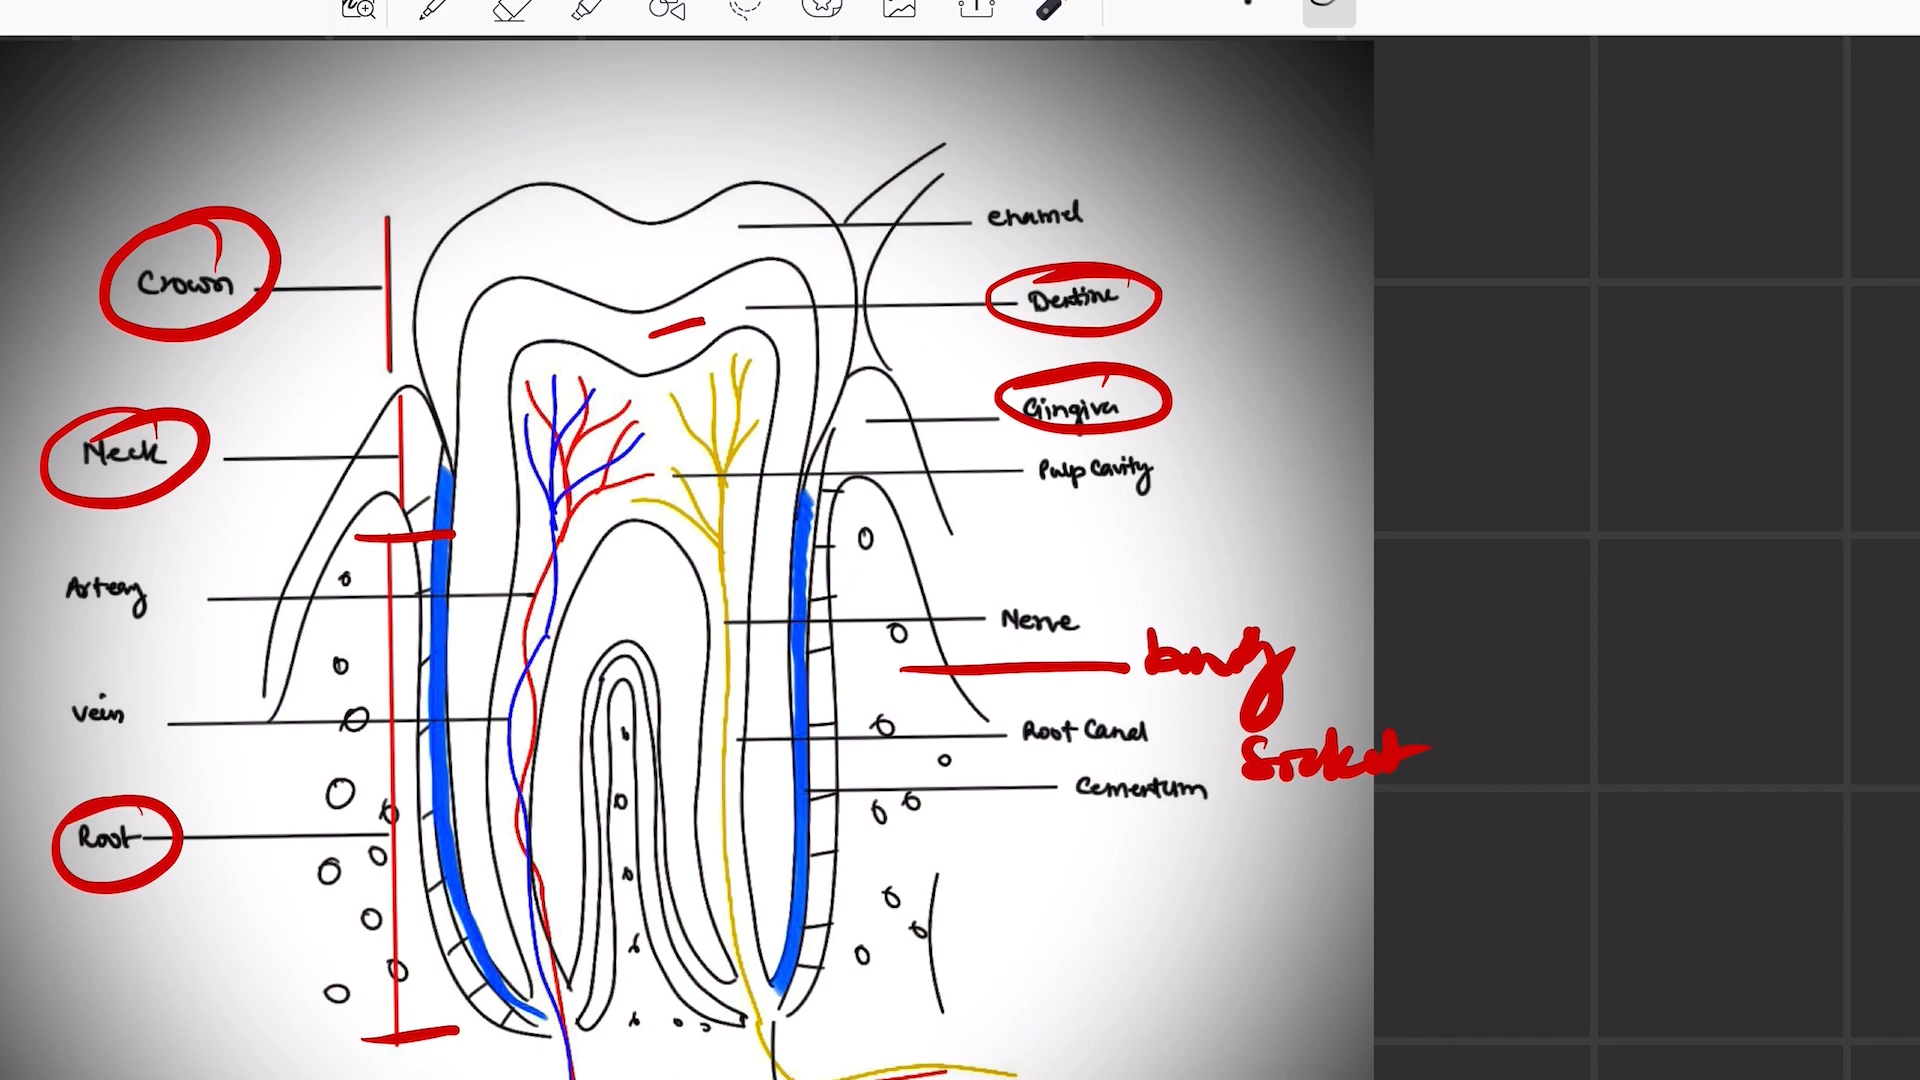 enamel
Crown
Dentine
Gingiva
Neck
Pulp cavity
Artery
Nerve
bony
socket
vein
Root Canal
Cementum
Root